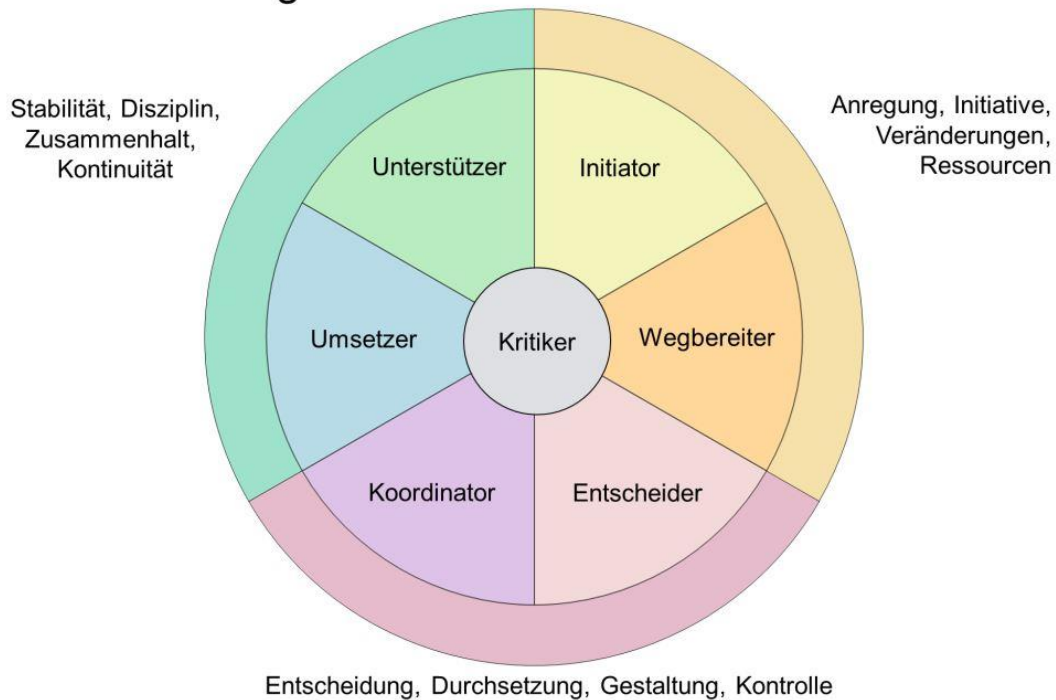 Stabilität, Disziplin,
Zusammenhalt,
Kontinuität
Anregung, Initiative,
Veränderungen,
Ressourcen
Unterstützer
Initiator
Umsetzer
Kritiker
Wegbereiter
Koordinator
Entscheider
Entscheidung, Durchsetzung, Gestaltung, Kontrolle